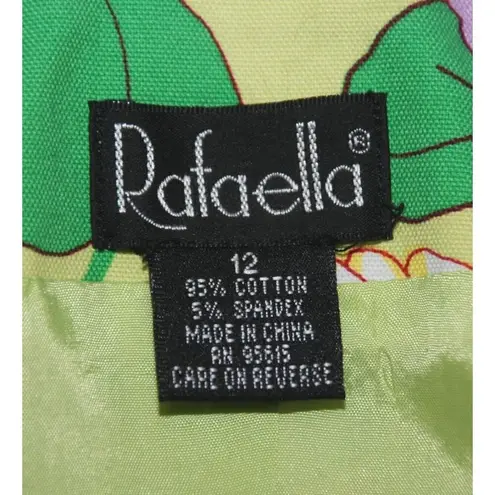 Rafaella®
12
95% COTTON
5% SPANDEX
MADE IN CHINA
RN 95615
CARE ON REVERSE